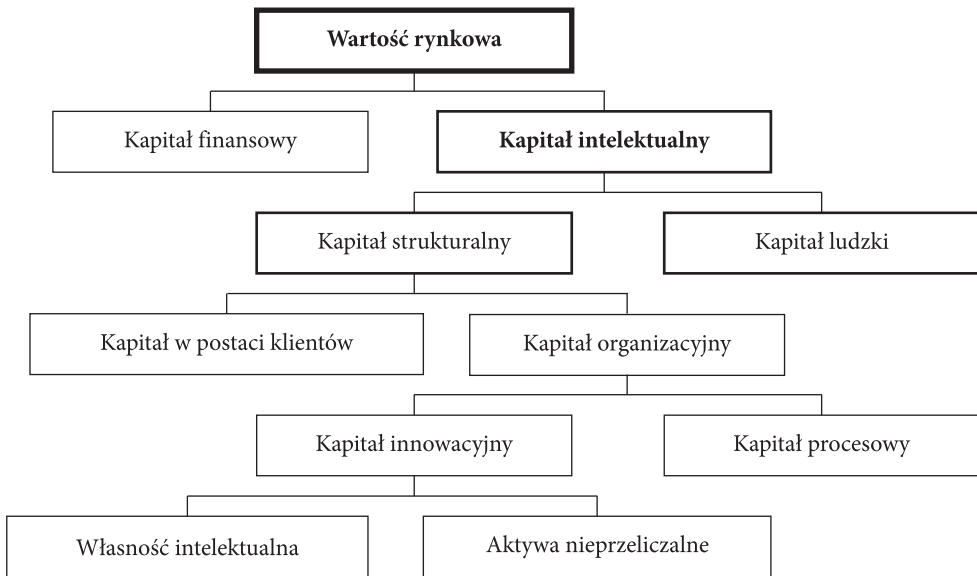 Wartość rynkowa
Kapitał finansowy
Kapitał intelektualny
Kapitał strukturalny
Kapitał ludzki
Kapitał w postaci klientów
Kapitał organizacyjny
Kapitał innowacyjny
Kapitał procesowy
Własność intelektualna
Aktywa nieprzeliczalne